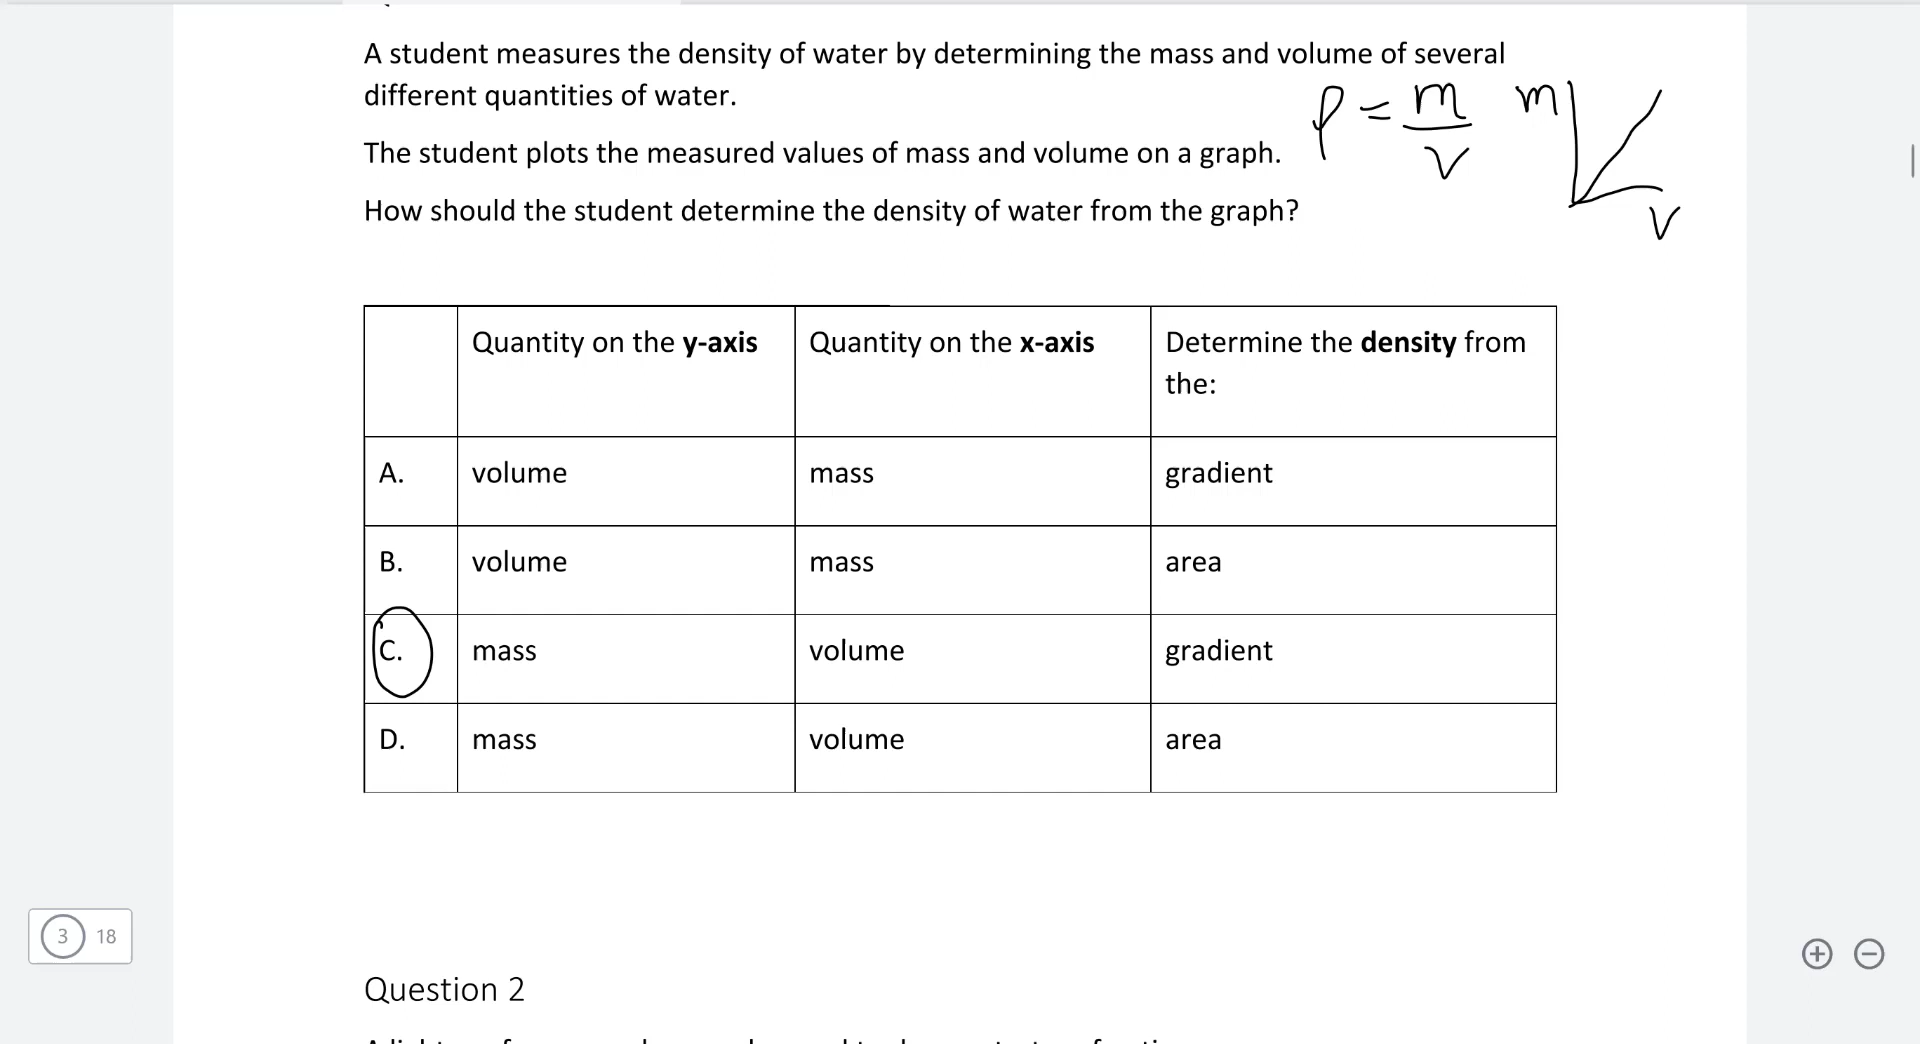 A student measures the density of water by determining the mass and volume of several
different quantities of water.
ρ = m/v
m
v
The student plots the measured values of mass and volume on a graph.
How should the student determine the density of water from the graph?
Quantity on the y-axis Quantity on the x-axis Determine the density from
the:
A. volume mass gradient
B. volume mass area
C. mass volume gradient
D. mass volume area
3 18
Question 2